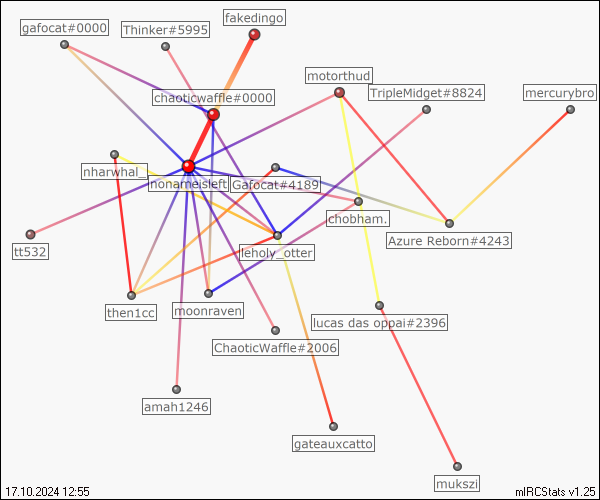 fakedingo
gafocat#0000
Thinker#5995
motorthud
TripleMidget#8824
mercurybro
chaoticwaffle#0000
nharwhal_
nonameisleft
Gafocat#4189
chobham.
Azure Reborn#4243
tt532
leholy_otter
then1cc
moonraven
lucas das oppai#2396
ChaoticWaffle#2006
amah1246
gateauxcatto
mukszi
17.10.2024 12:55
mIRCStats v1.25